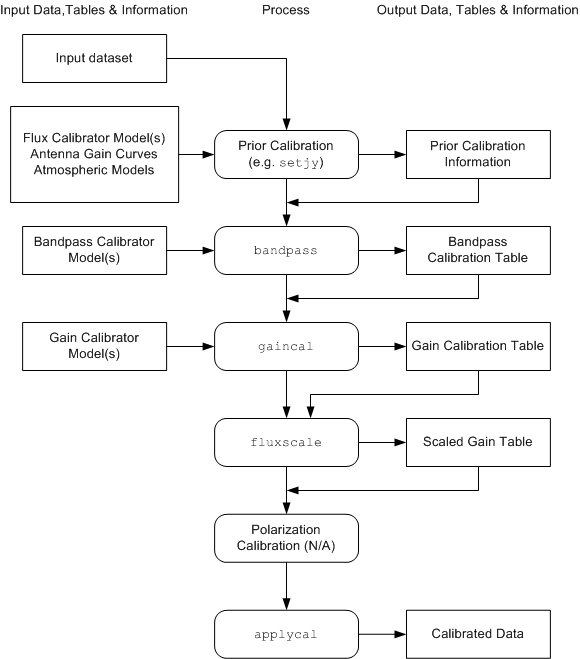 Input Data,Tables & Information
Process
Output Data, Tables & Information
Input dataset
Flux Calibrator Model(s)
Antenna Gain Curves
Atmospheric Models
Prior Calibration
(e.g. setjy)
Prior Calibration
Information
Bandpass Calibrator
Model(s)
bandpass
Bandpass
Calibration Table
Gain Calibrator
Model(s)
gaincal
Gain Calibration Table
fluxscale
Scaled Gain Table
Polarization
Calibration (N/A)
applycal
Calibrated Data